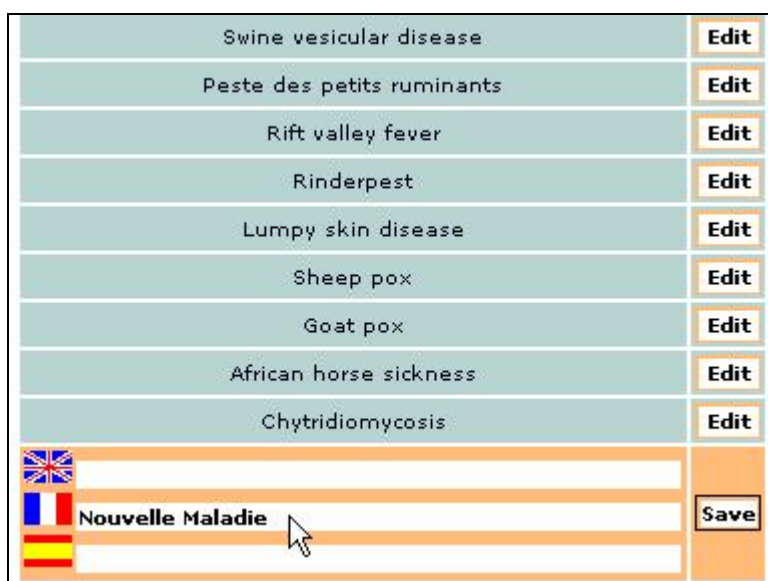 Swine vesicular disease Edit
Peste des petits ruminants Edit
Rift valley fever Edit
Rinderpest Edit
Lumpy skin disease Edit
Sheep pox Edit
Goat pox Edit
African horse sickness Edit
Chytridiomycosis Edit
Nouvelle Maladie Save